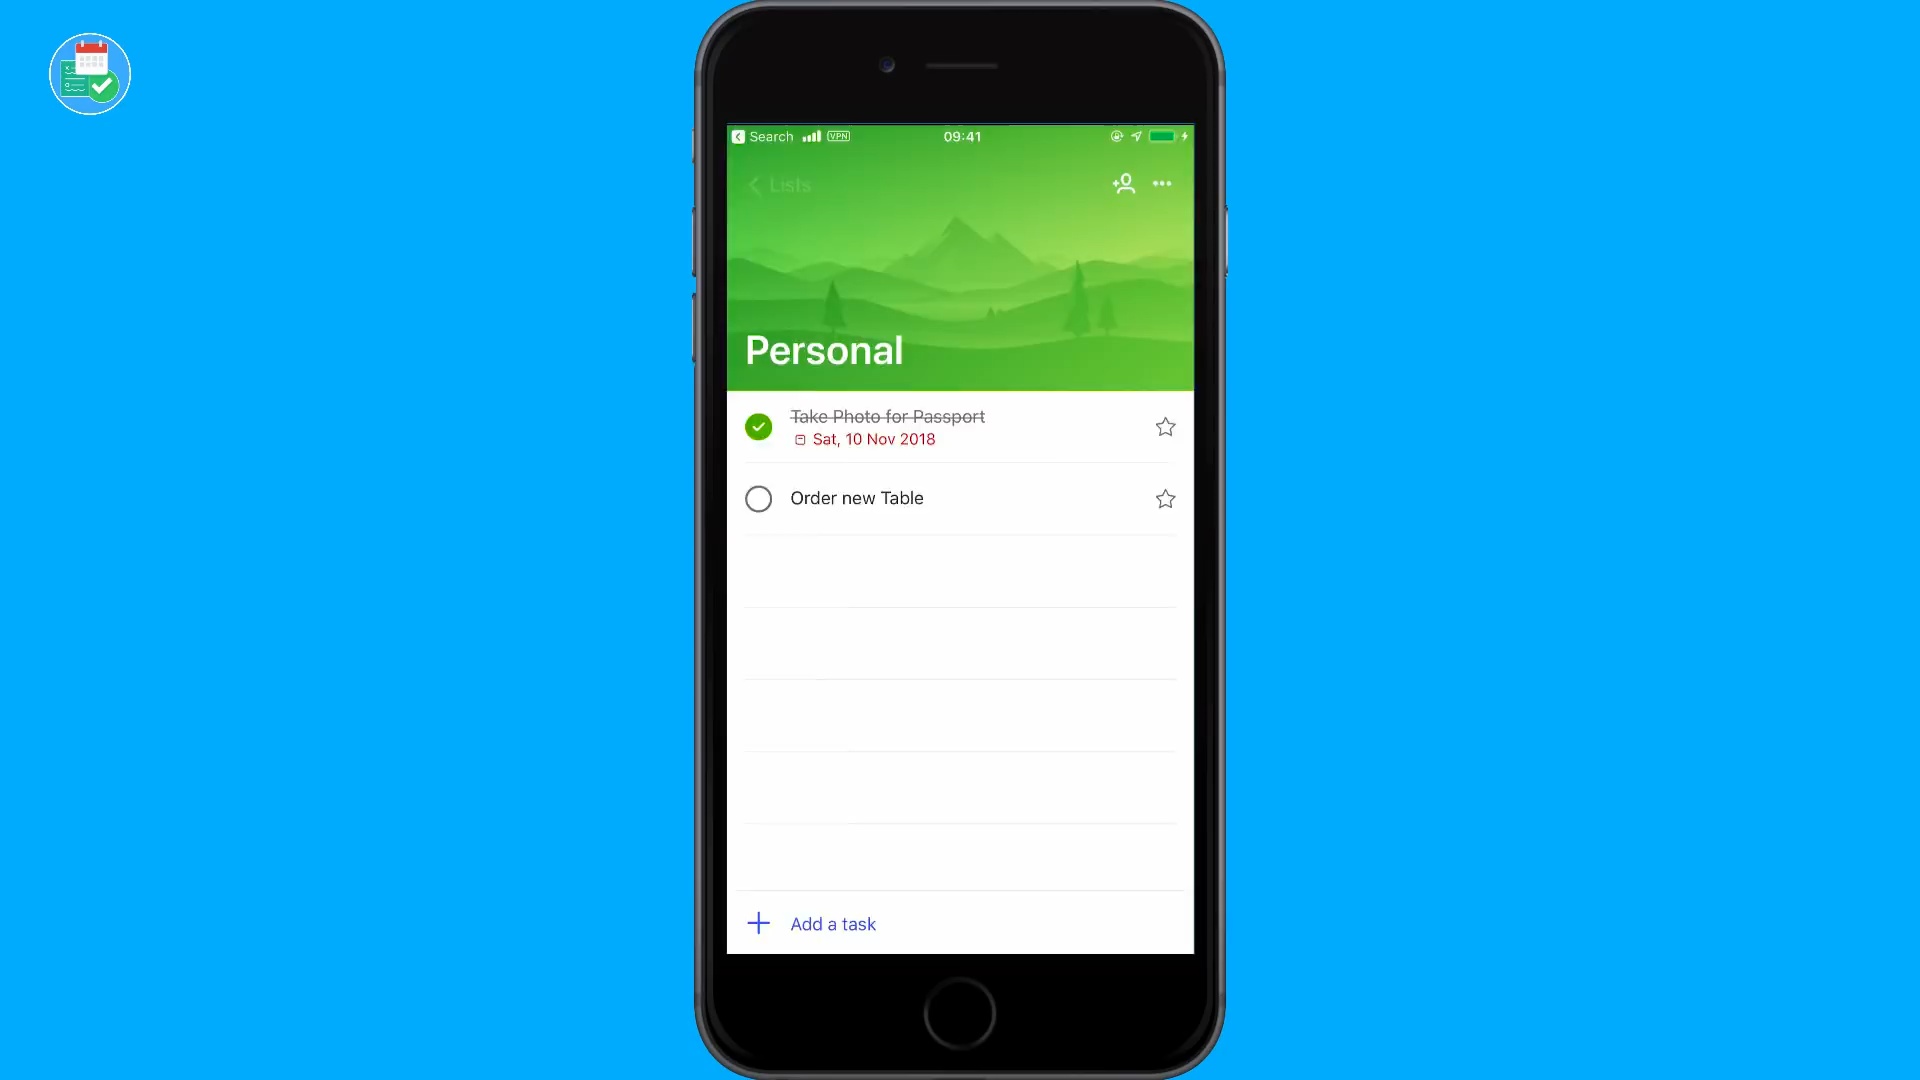 Search VPN 09:41
Lists
Personal
Take Photo for Passport
Sat, 10 Nov 2018
Order new Table
Add a task